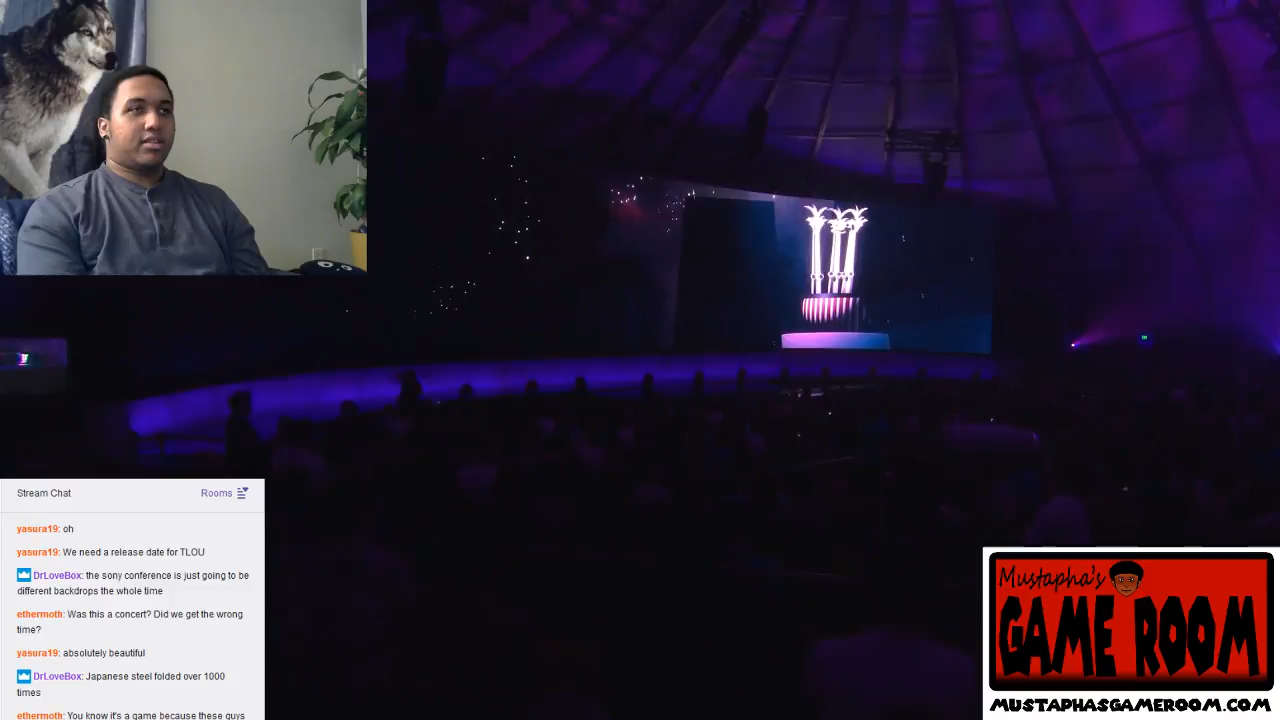 Stream Chat Rooms
yasura19: oh
yasura19: We need a release date for TLOU
DrLoveBox: the sony conference is just going to be
different backdrops the whole time
ethermoth: Was this a concert? Did we get the wrong
time?
yasura19: absolutely beautiful
DrLoveBox: Japanese steel folded over 1000
times
ethermoth: You know it's a game because these guys
Mustapha's
GAME ROOM
MUSTAPHASGAMEROOM.COM